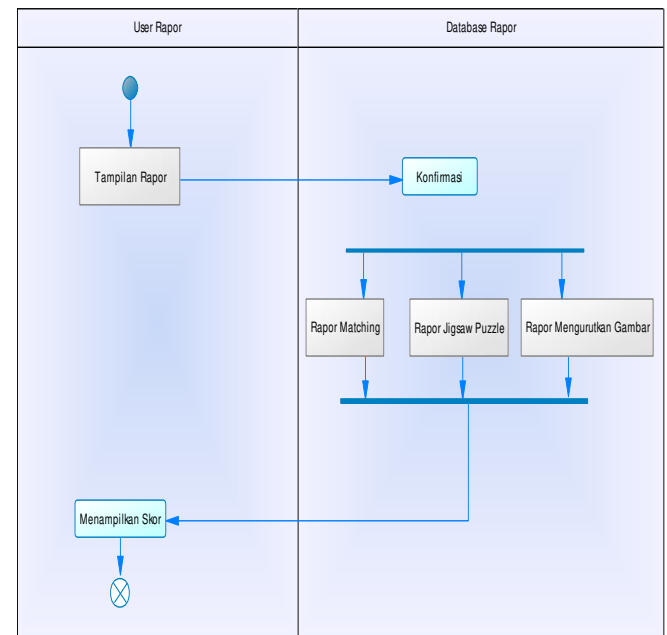 User Rapor
Database Rapor
Tampilan Rapor
Konfirmasi
Rapor Matching
Rapor Jigsaw Puzzle
Rapor Mengurutkan Gambar
Menampilkan Skor